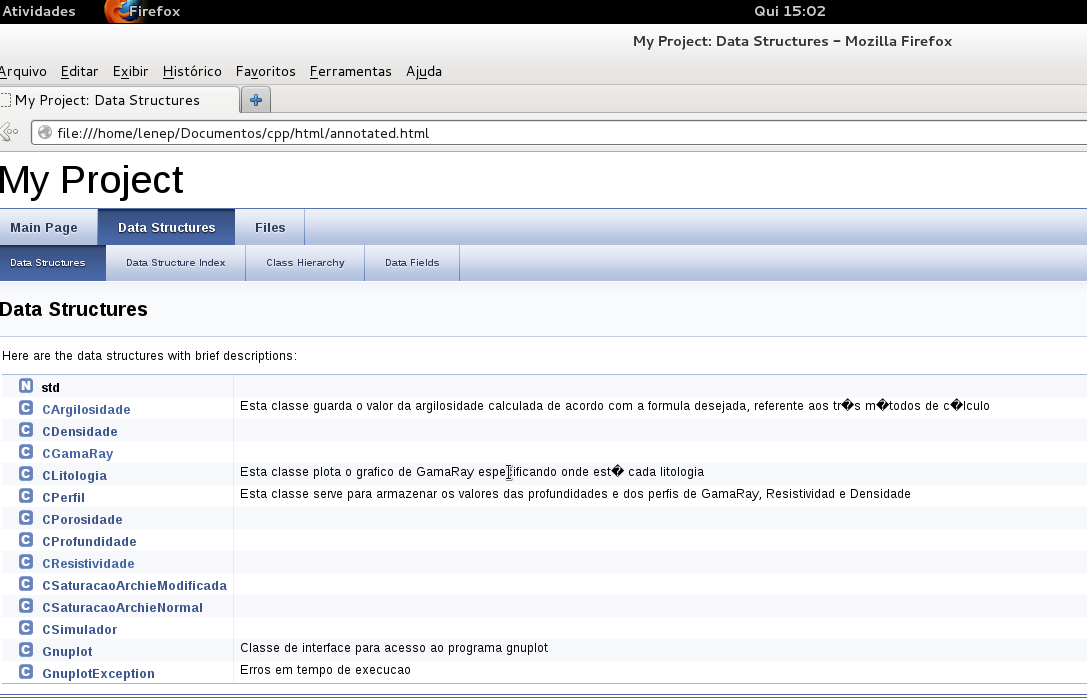 Atividades Firefox Qui 15:02
My Project: Data Structures – Mozilla Firefox
Arquivo Editar Exibir Histórico Favoritos Ferramentas Ajuda
My Project: Data Structures
file:///home/lenep/Documentos/cpp/html/annotated.html
My Project
Main Page Data Structures Files
Data Structures Data Structure Index Class Hierarchy Data Fields
Data Structures
Here are the data structures with brief descriptions:
N std
C CArgilosidade Esta classe guarda o valor da argilosidade calculada de acordo com a formula desejada, referente aos tr�s m�todos de c�lculo
C CDensidade
C CGamaRay
C CLitologia Esta classe plota o grafico de GamaRay especificando onde est� cada litologia
C CPerfil Esta classe serve para armazenar os valores das profundidades e dos perfis de GamaRay, Resistividad e Densidade
C CPorosidade
C CProfundidade
C CResistividade
C CSaturacaoArchieModificada
C CSaturacaoArchieNormal
C CSimulador
C Gnuplot Classe de interface para acesso ao programa gnuplot
C GnuplotException Erros em tempo de execucao